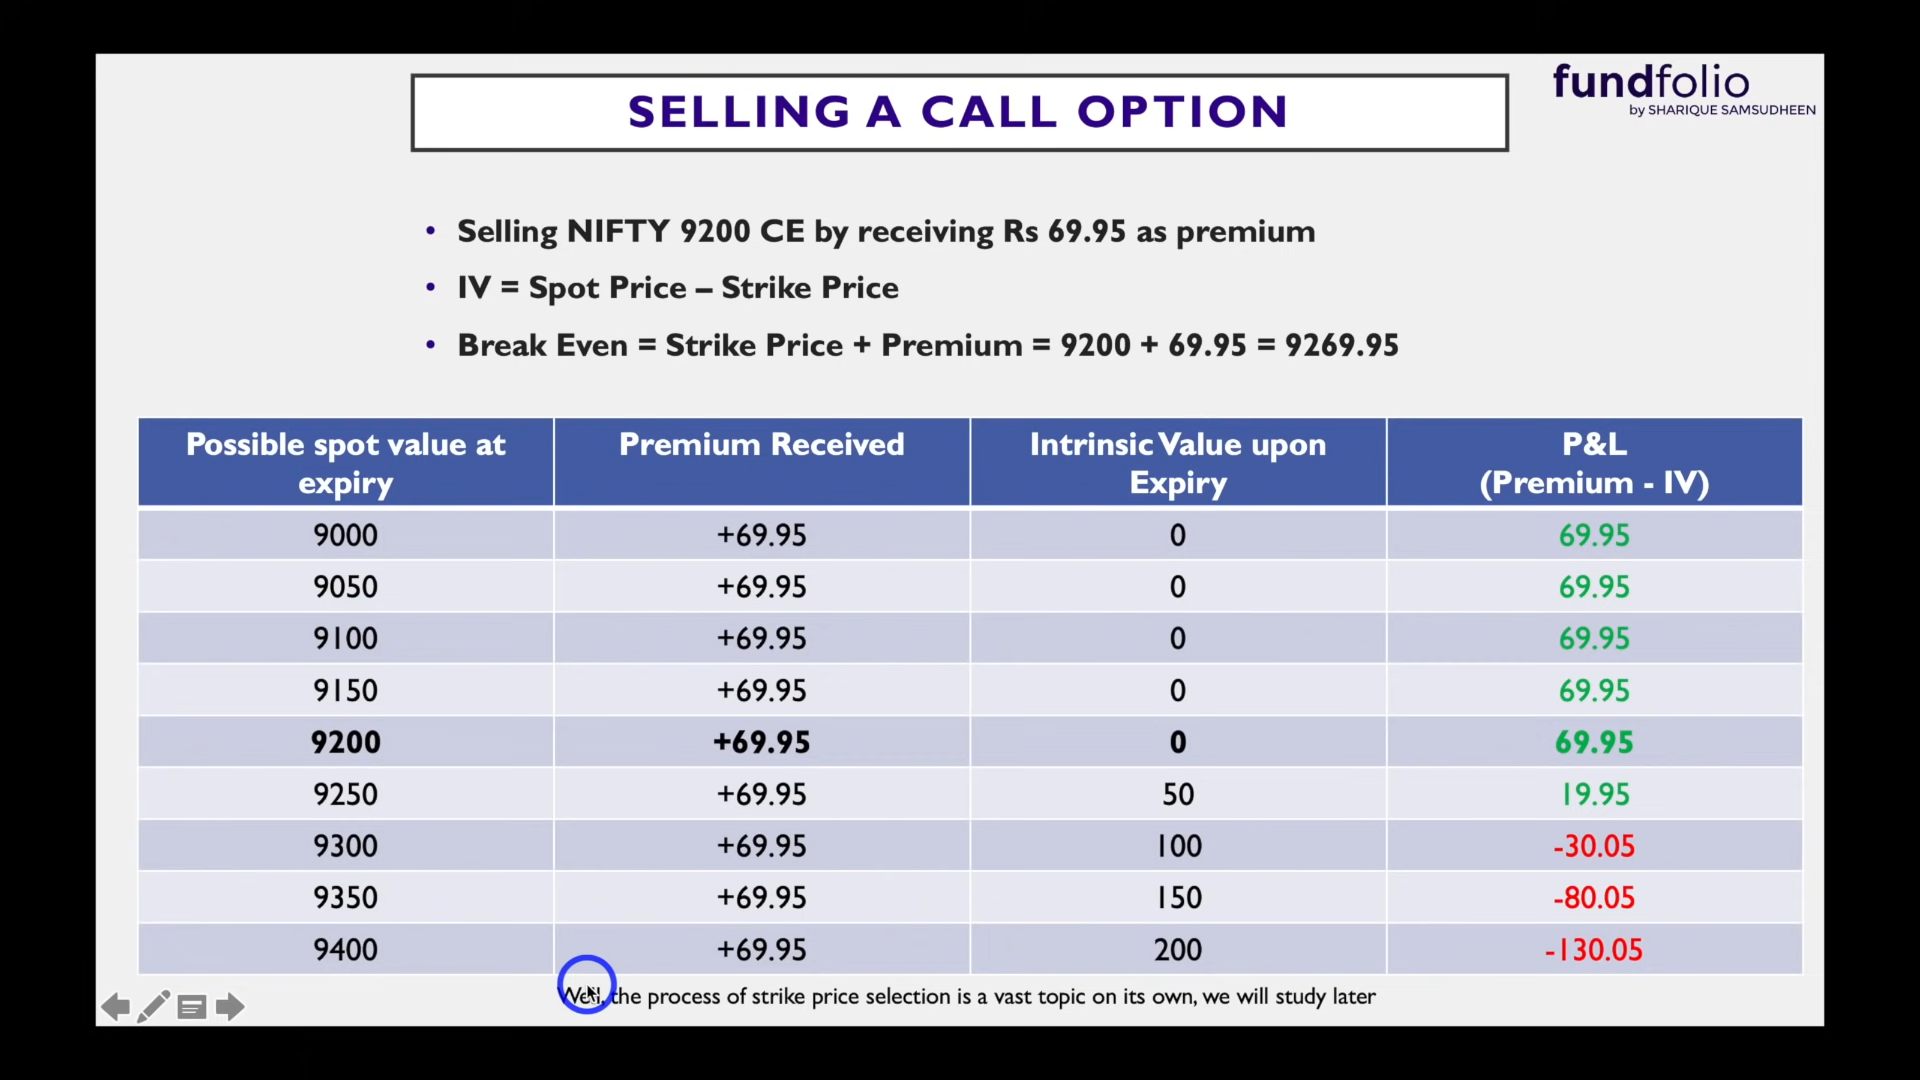 fundfolio
by SHARIQUE SAMSUDHEEN
SELLING A CALL OPTION
• Selling NIFTY 9200 CE by receiving Rs 69.95 as premium
• IV = Spot Price – Strike Price
• Break Even = Strike Price + Premium = 9200 + 69.95 = 9269.95
Possible spot value at expiry Premium Received Intrinsic Value upon Expiry P&L (Premium - IV)
9000 +69.95 0 69.95
9050 +69.95 0 69.95
9100 +69.95 0 69.95
9150 +69.95 0 69.95
9200 +69.95 0 69.95
9250 +69.95 50 19.95
9300 +69.95 100 -30.05
9350 +69.95 150 -80.05
9400 +69.95 200 -130.05
Well, the process of strike price selection is a vast topic on its own, we will study later